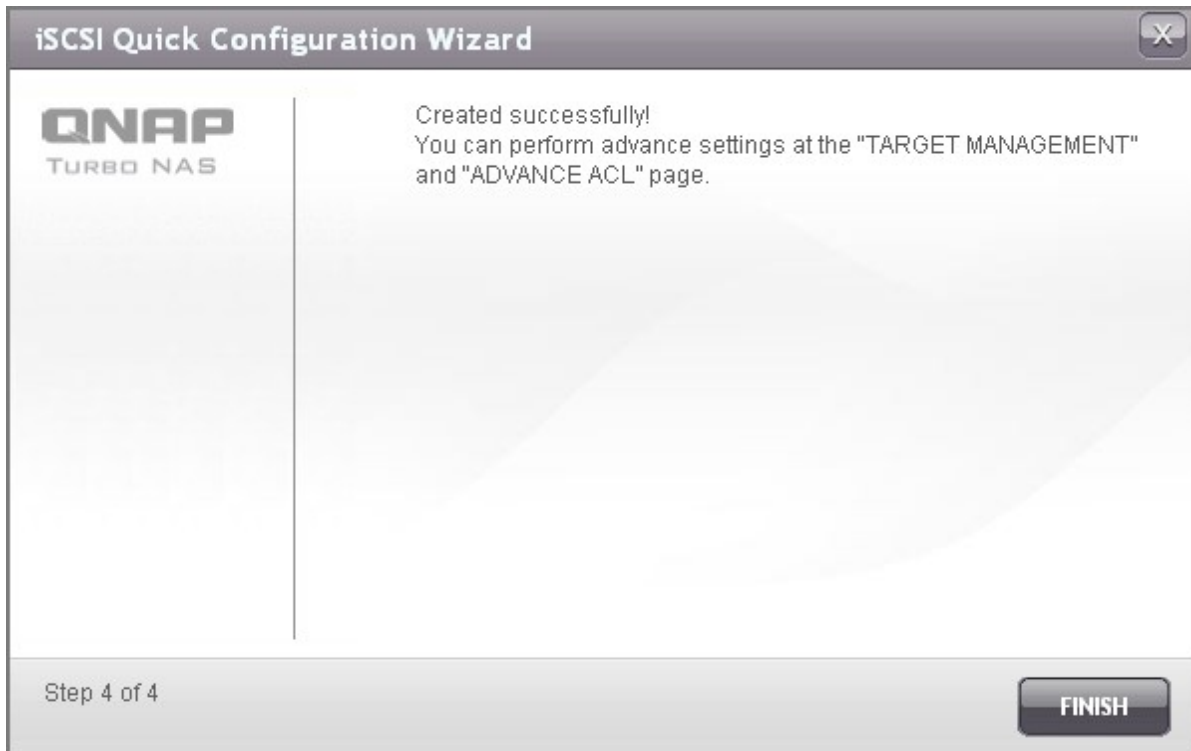 iSCSI Quick Configuration Wizard
X
QNAP
TURBO NAS
Created successfully!
You can perform advance settings at the "TARGET MANAGEMENT"
and "ADVANCE ACL" page.
Step 4 of 4
FINISH